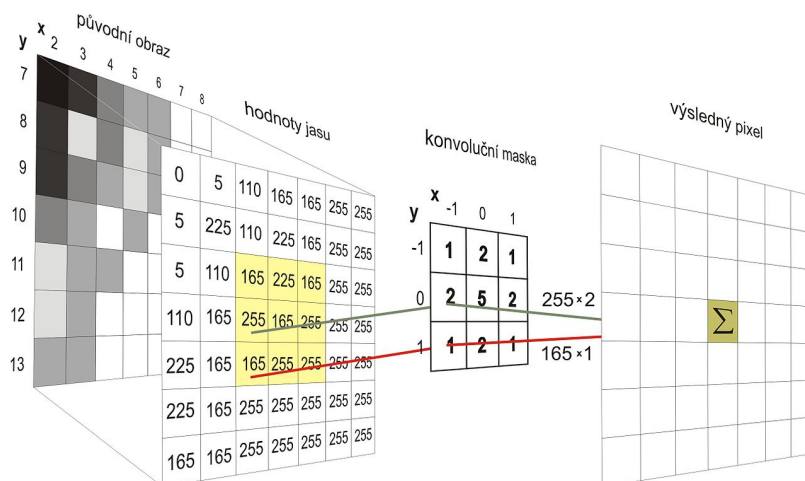 původní obraz
x 2 3 4 5 6 7 8
y
7
8
9
10
11
12
13
hodnoty jasu
0 5 110 165 165 255 255
5 225 110 225 165 255 255
5 110 165 225 165 255 255
110 165 255 165 255 255 255
225 165 165 255 255 255 255
225 165 255 255 255 255 255
165 165 255 255 255 255 255
konvoluční maska
x
-1 0 1
y
-1 1 2 1
0 2 5 2
1 1 2 1
255×2
165×1
výsledný pixel
Σ